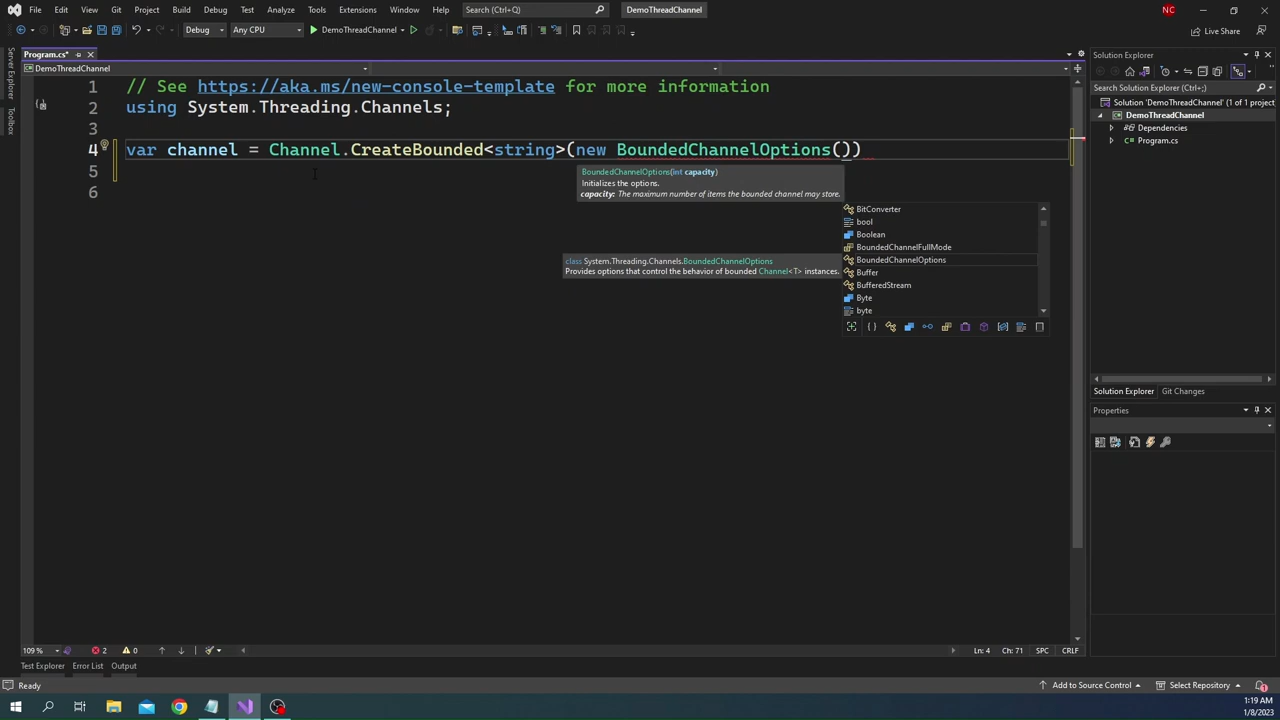 File Edit View Git Project Build Debug Test Analyze Tools Extensions Window Help Search (Ctrl+Q) DemoThreadChannel NC
Debug Any CPU DemoThreadChannel Live Share
Program.cs* Solution Explorer
DemoThreadChannel
Server Explorer
Toolbox
1 // See https://aka.ms/new-console-template for more information
2 using System.Threading.Channels;
3
4 var channel = Channel.CreateBounded<string>(new BoundedChannelOptions())
5
6
BoundedChannelOptions(int capacity)
Initializes the options.
capacity: The maximum number of items the bounded channel may store.
BitConverter
bool
Boolean
BoundedChannelFullMode
BoundedChannelOptions
Buffer
BufferedStream
Byte
byte
class System.Threading.Channels.BoundedChannelOptions
Provides options that control the behavior of bounded Channel<T> instances.
Search Solution Explorer (Ctrl+;)
Solution 'DemoThreadChannel' (1 of 1 project)
DemoThreadChannel
Dependencies
Program.cs
Solution Explorer Git Changes
Properties
109 % 2 0 Ln: 4 Ch: 71 SPC CRLF
Test Explorer Error List Output
Ready Add to Source Control Select Repository 1
1:19 AM
1/8/2023